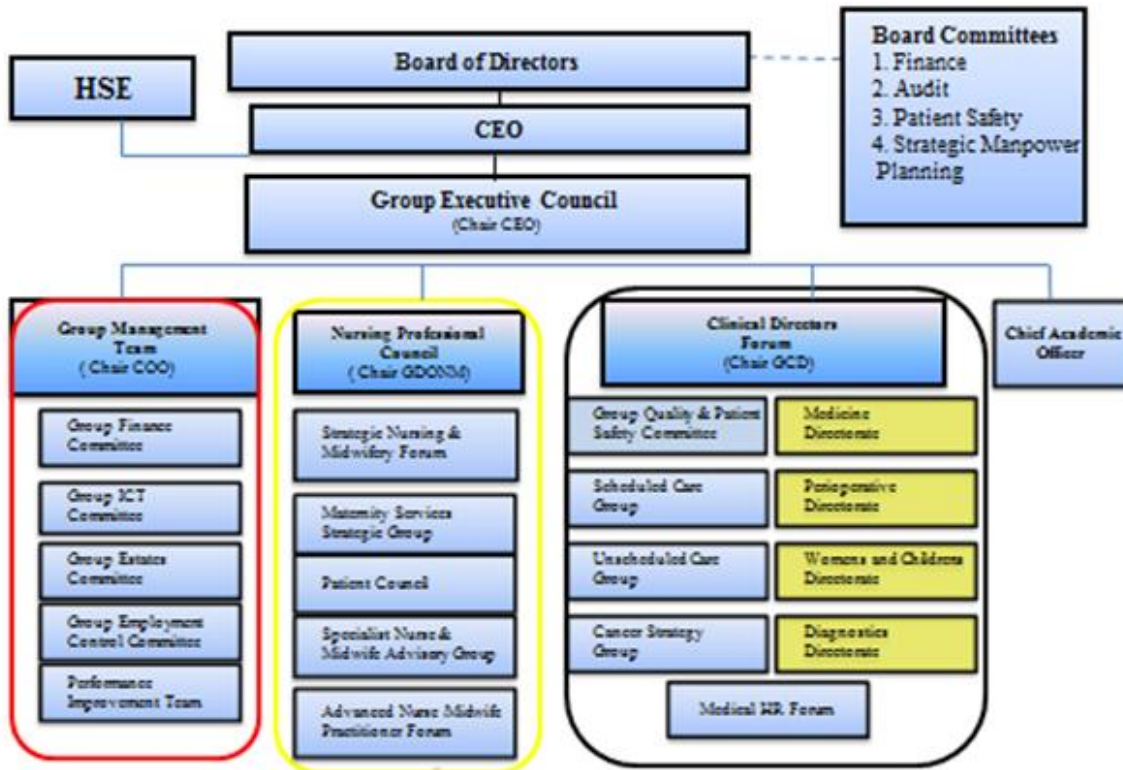 HSE
Board of Directors
CEO
Group Executive Council
(Chair CEO)
Board Committees
1. Finance
2. Audit
3. Patient Safety
4. Strategic Manpower
Planning
Group Management
Team
( Chair COO)
Group Finance
Committee
Group ICT
Committee
Group Estates
Committee
Group Employment
Control Committee
Performance
Improvement Team
Nursing Professional
Council
( Chair GDONM)
Strategic Nursing &
Midwifery Forum
Maternity Services
Strategic Group
Patient Council
Specialist Nurse &
Midwife Advisory Group
Advanced Nurse Midwife
Practitioner Forum
Clinical Directors
Forum
(Chair GCD)
Group Quality & Patient
Safety Committee
Scheduled Care
Group
Unscheduled Care
Group
Cancer Strategy
Group
Medicine
Directorate
Perioperative
Directorate
Womens and Childrens
Directorate
Diagnostics
Directorate
Medical HR Forum
Chief Academic
Officer